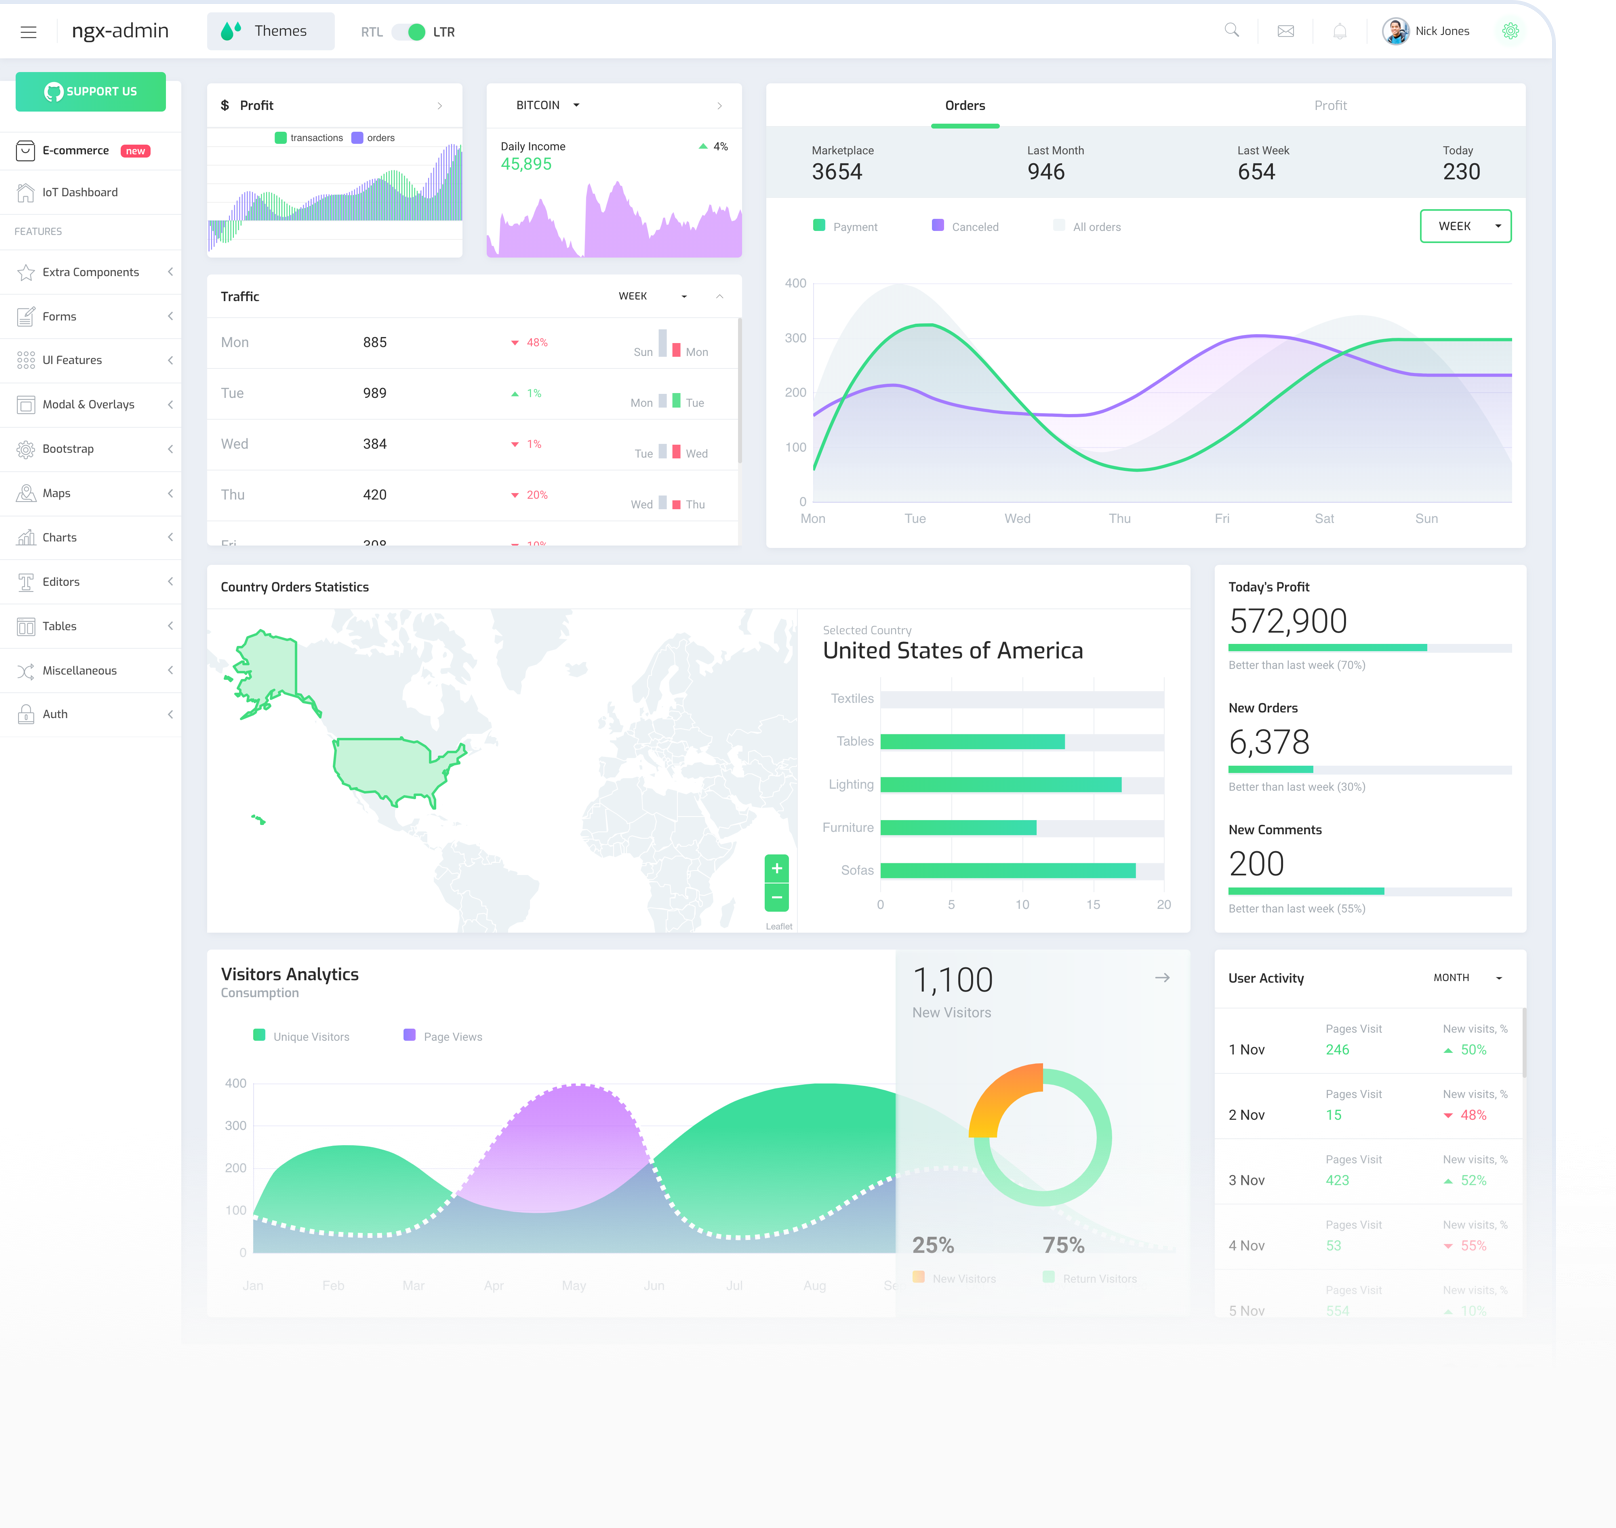 ngx-admin
Themes
RTL LTR
Nick Jones
SUPPORT US
E-commerce new
IoT Dashboard
FEATURES
Extra Components
Forms
UI Features
Modal & Overlays
Bootstrap
Maps
Charts
Editors
Tables
Miscellaneous
Auth
$ Profit
transactions orders
BITCOIN
Daily Income 4%
45,895
Orders Profit
Marketplace Last Month Last Week Today
3654 946 654 230
Payment Canceled All orders WEEK
400
300
200
100
0
Mon Tue Wed Thu Fri Sat Sun
Traffic WEEK
Mon 885 48% Sun Mon
Tue 989 1% Mon Tue
Wed 384 1% Tue Wed
Thu 420 20% Wed Thu
Fri 308 10%
Country Orders Statistics
+
−
Leaflet
Selected Country
United States of America
Textiles
Tables
Lighting
Furniture
Sofas
0 5 10 15 20
Today's Profit
572,900
Better than last week (70%)
New Orders
6,378
Better than last week (30%)
New Comments
200
Better than last week (55%)
Visitors Analytics
Consumption
Unique Visitors Page Views
400
300
200
100
0
Jan Feb Mar Apr May Jun Jul Aug Se
1,100
New Visitors
25% 75%
New Visitors Return Visitors
User Activity MONTH
Pages Visit New visits, %
1 Nov 246 50%
Pages Visit New visits, %
2 Nov 15 48%
Pages Visit New visits, %
3 Nov 423 52%
Pages Visit New visits, %
4 Nov 53 55%
Pages Visit New visits, %
5 Nov 554 10%